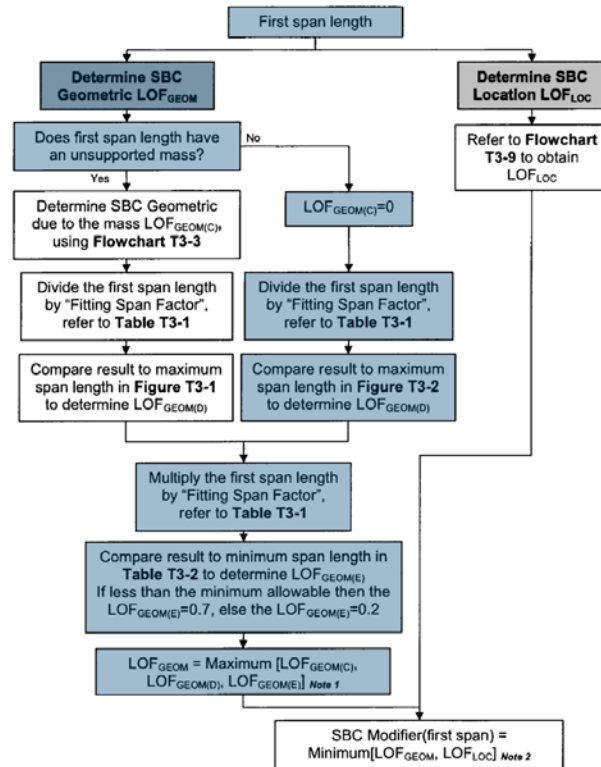 First span length
Determine SBC
Geometric LOFGEOM
Determine SBC
Location LOFLOC
Does first span length have
an unsupported mass?
No
Yes
Refer to Flowchart
T3-9 to obtain
LOFLOC
Determine SBC Geometric
due to the mass LOFGEOM(C),
using Flowchart T3-3
LOFGEOM(C)=0
Divide the first span length
by “Fitting Span Factor”,
refer to Table T3-1
Divide the first span length
by “Fitting Span Factor”,
refer to Table T3-1
Compare result to maximum
span length in Figure T3-1
to determine LOFGEOM(D)
Compare result to maximum
span length in Figure T3-2
to determine LOFGEOM(D)
Multiply the first span length
by “Fitting Span Factor”,
refer to Table T3-1
Compare result to minimum span length in
Table T3-2 to determine LOFGEOM(E)
If less than the minimum allowable then the
LOFGEOM(E)=0.7, else the LOFGEOM(E)=0.2
LOFGEOM = Maximum [LOFGEOM(C),
LOFGEOM(D), LOFGEOM(E)] Note 1
SBC Modifier(first span) =
Minimum[LOFGEOM, LOFLOC] Note 2